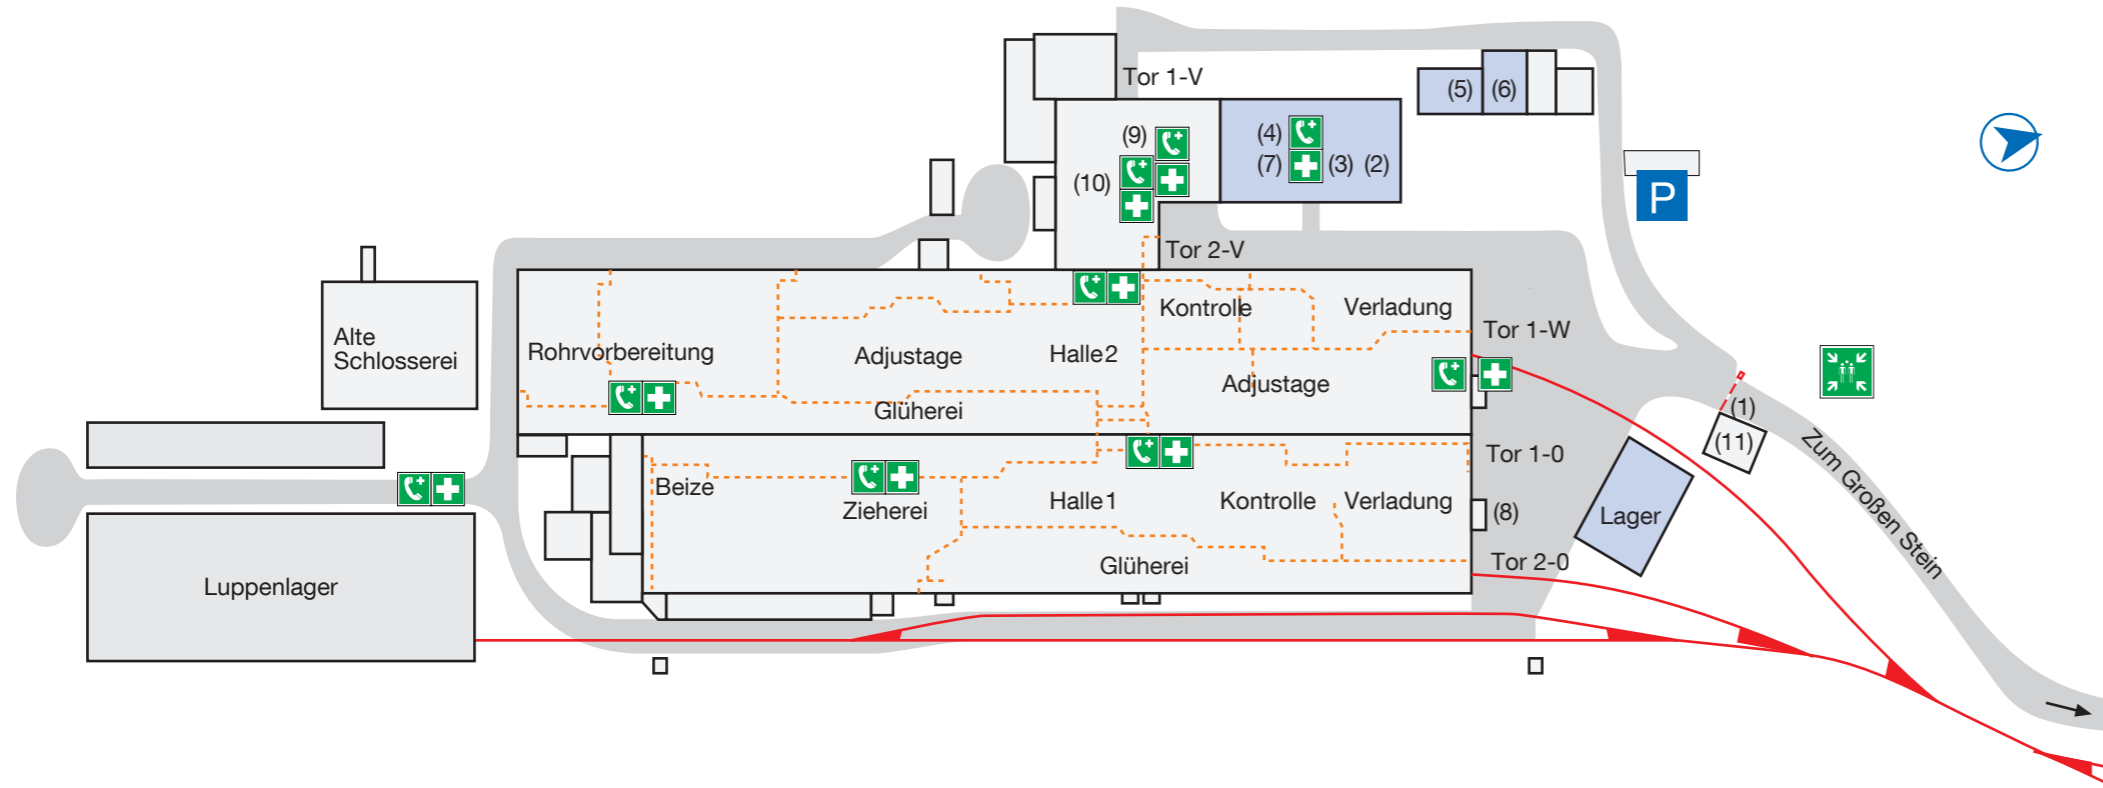 Tor 1-V
(5)
(6)
(9)
(4)
(7)
(3)
(2)
(10)
P
Tor 2-V
Alte
Schlosserei
Rohrvorbereitung
Adjustage
Halle2
Kontrolle
Verladung
Tor 1-W
Adjustage
Glüherei
(1)
(11)
Zum Großen Stein
Beize
Zieherei
Halle1
Kontrolle
Verladung
Tor 1-0
(8)
Lager
Glüherei
Tor 2-0
Luppenlager